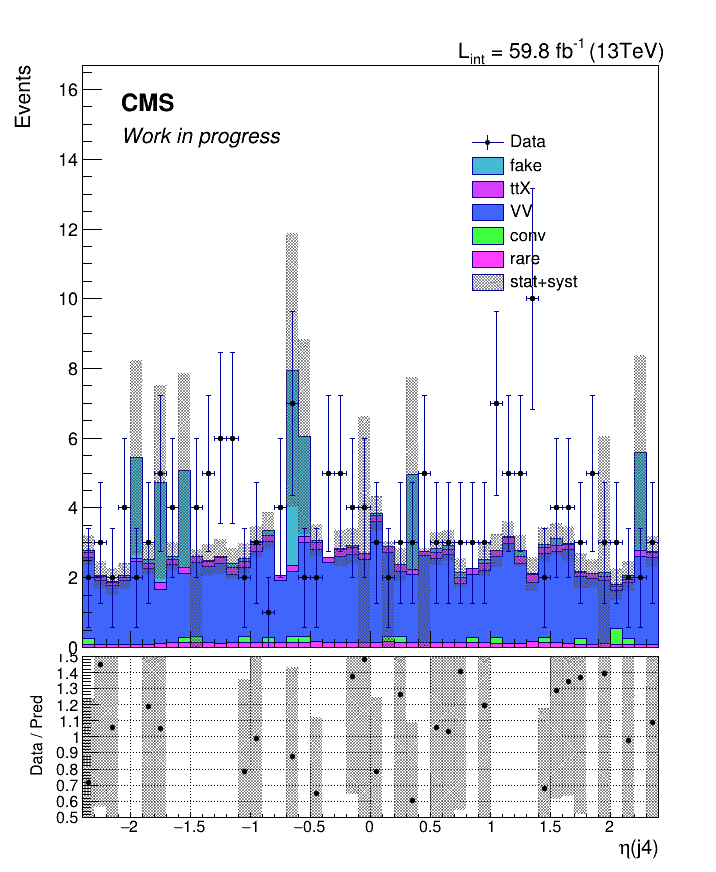 L_int = 59.8 fb^-1 (13TeV)
Events
CMS
Work in progress
Data
fake
ttX
VV
conv
rare
stat+syst
16
14
12
10
8
6
4
2
0
Data / Pred
1.5
1.4
1.3
1.2
1.1
1
0.9
0.8
0.7
0.6
0.5
−2 −1.5 −1 −0.5 0 0.5 1 1.5 2
η(j4)